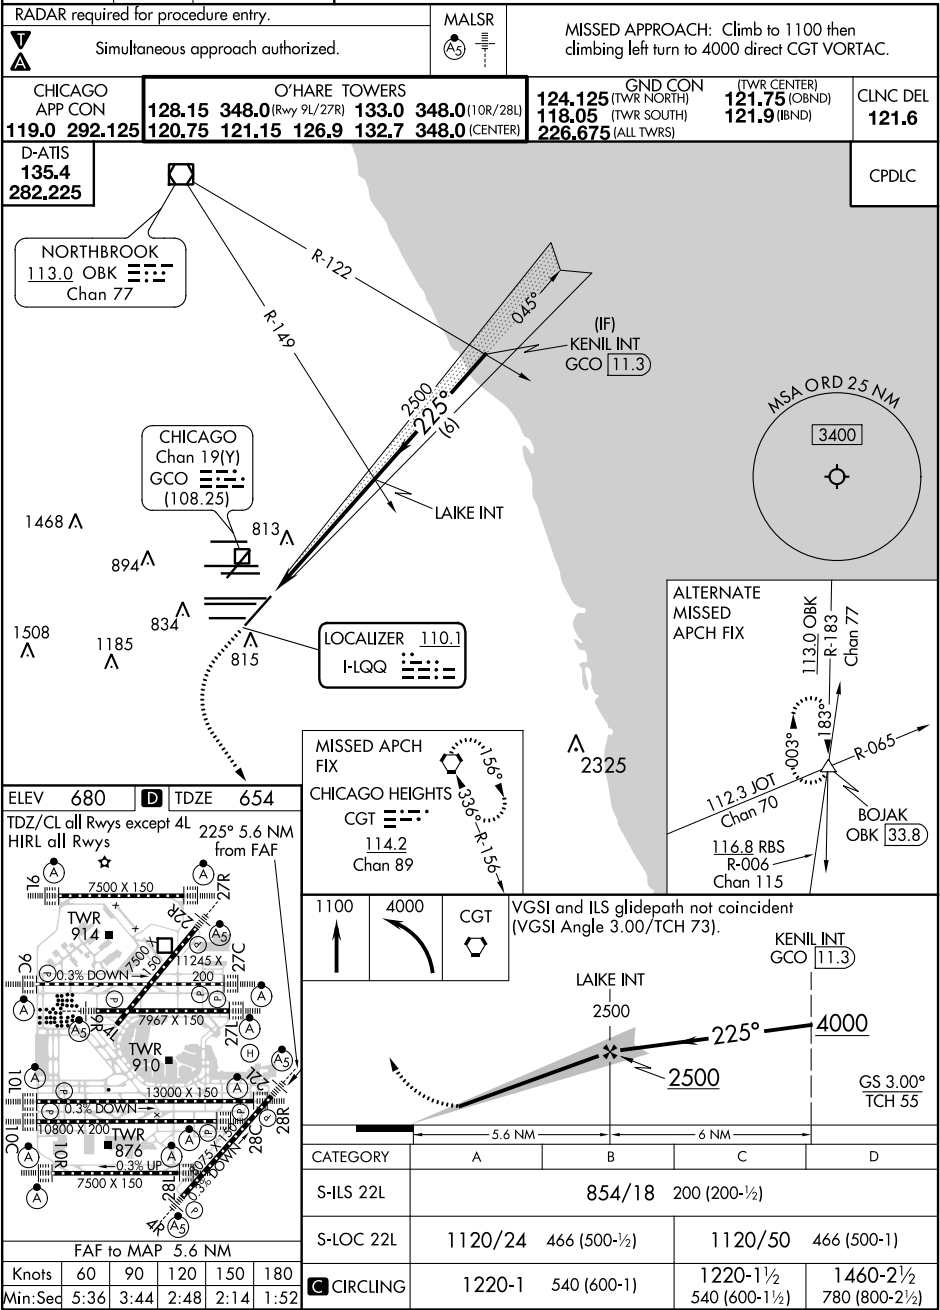 RADAR required for procedure entry.
T
A
Simultaneous approach authorized.
MALSR
A5
MISSED APPROACH: Climb to 1100 then
climbing left turn to 4000 direct CGT VORTAC.
CHICAGO
APP CON
119.0 292.125
O'HARE TOWERS
128.15 348.0 (Rwy 9L/27R) 133.0 348.0 (10R/28L)
120.75 121.15 126.9 132.7 348.0 (CENTER)
GND CON
124.125 (TWR NORTH)
118.05 (TWR SOUTH)
226.675 (ALL TWRS)
(TWR CENTER)
121.75 (OBND)
121.9 (IBND)
CLNC DEL
121.6
D-ATIS
135.4
282.225
CPDLC
NORTHBROOK
113.0 OBK
Chan 77
R-122
R-149
045°
(IF)
KENIL INT
GCO 11.3
2500
225°
(6)
MSA ORD 25 NM
3400
CHICAGO
Chan 19(Y)
GCO
(108.25)
LAIKE INT
1468
813
894
834
1508
1185
815
LOCALIZER 110.1
I-LQQ
2325
ALTERNATE
MISSED
APCH FIX
113.0 OBK
R-183
Chan 77
003°
183°
R-065
112.3 JOT
Chan 70
BOJAK
OBK 33.8
116.8 RBS
R-006
Chan 115
MISSED APCH
FIX
CHICAGO HEIGHTS
CGT
114.2
Chan 89
156°
336°
R-156
ELEV 680 D TDZE 654
TDZ/CL all Rwys except 4L
HIRL all Rwys
225° 5.6 NM
from FAF
9L
7500 X 150
27R
22R
TWR
914
7500 X 150
11245 X 200
9C
0.3% DOWN
27C
9R
4L
7967 X 150
27L
TWR
910
H
22L
10L
13000 X 150
28R
0.3% DOWN
10C
10800 X 200
28C
TWR
876
8075 X 150
0.3% DOWN
10R
0.3% UP
7500 X 150
28L
4R
FAF to MAP 5.6 NM
Knots 60 90 120 150 180
Min:Sec 5:36 3:44 2:48 2:14 1:52
1100
4000
CGT
VGSI and ILS glidepath not coincident
(VGSI Angle 3.00/TCH 73).
KENIL INT
GCO 11.3
LAIKE INT
2500
225°
4000
2500
GS 3.00°
TCH 55
5.6 NM
6 NM
CATEGORY A B C D
S-ILS 22L 854/18 200 (200-½)
S-LOC 22L 1120/24 466 (500-½) 1120/50 466 (500-1)
C CIRCLING 1220-1 540 (600-1) 1220-1½ 540 (600-1½) 1460-2½ 780 (800-2½)